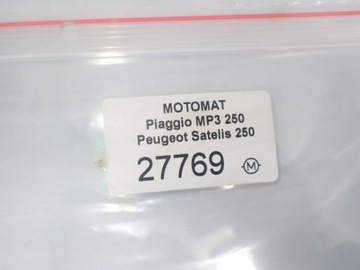 MOTOMAT
Piaggio MP3 250
Peugeot Satelis 250
27769 M